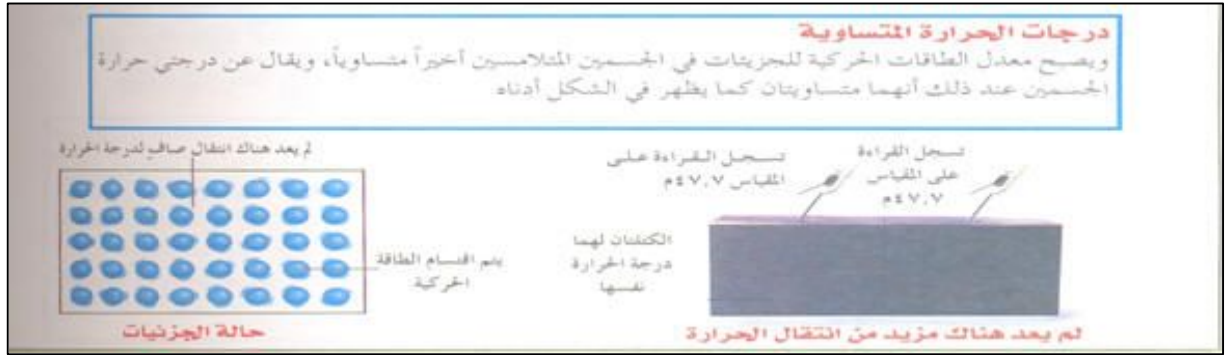 درجات الحرارة المتساوية
ويصبح معدل الطاقات الحركية للجزيئات في الجسمين المتلامسين أخيراً متساوياً، ويقال عن درجتي حرارة
الجسمين عند ذلك أنهما متساويتان كما يظهر في الشكل أدناه
تسجل القراءة
على المقياس
٤٧,٧م
تسجل القراءة على
المقياس ٤٧,٧م
لم يعد هناك انتقال صافٍ لدرجة الحرارة
الكتلتان لهما
درجة الحرارة
نفسها
يتم اقتسام الطاقة
الحركية
لم يعد هناك مزيد من انتقال الحرارة
حالة الجزئيات